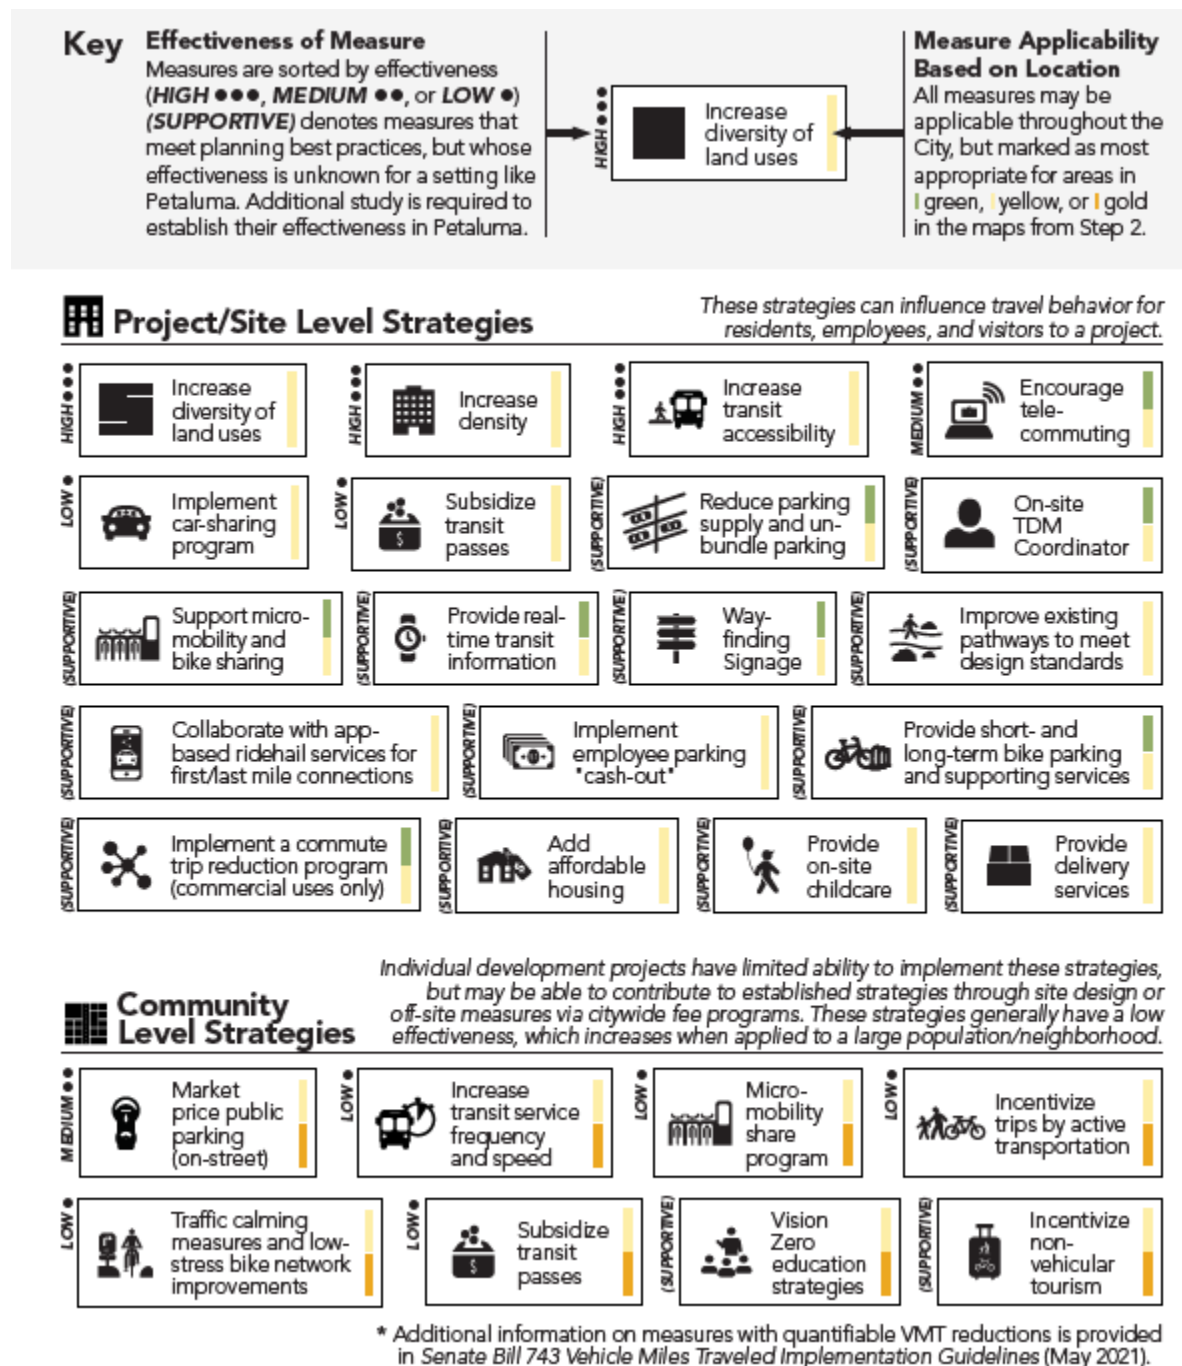 Key
Effectiveness of Measure
Measures are sorted by effectiveness
(HIGH ●●●, MEDIUM ●●, or LOW ●)
(SUPPORTIVE) denotes measures that
meet planning best practices, but whose
effectiveness is unknown for a setting like
Petaluma. Additional study is required to
establish their effectiveness in Petaluma.
HIGH ●●●
Increase
diversity of
land uses
Measure Applicability
Based on Location
All measures may be
applicable throughout the
City, but marked as most
appropriate for areas in
green, yellow, or gold
in the maps from Step 2.
Project/Site Level Strategies
These strategies can influence travel behavior for
residents, employees, and visitors to a project.
HIGH ●●●
Increase
diversity of
land uses
HIGH ●●●
Increase
density
HIGH ●●●
Increase
transit
accessibility
MEDIUM ●●
Encourage
tele-
commuting
LOW ●
Implement
car-sharing
program
LOW ●
$
Subsidize
transit
passes
(SUPPORTIVE)
Reduce parking
supply and un-
bundle parking
(SUPPORTIVE)
On-site
TDM
Coordinator
(SUPPORTIVE)
Support micro-
mobility and
bike sharing
(SUPPORTIVE)
Provide real-
time transit
information
(SUPPORTIVE)
Way-
finding
Signage
(SUPPORTIVE)
Improve existing
pathways to meet
design standards
(SUPPORTIVE)
Collaborate with app-
based ridehail services for
first/last mile connections
(SUPPORTIVE)
Implement
employee parking
"cash-out"
(SUPPORTIVE)
Provide short- and
long-term bike parking
and supporting services
(SUPPORTIVE)
Implement a commute
trip reduction program
(commercial uses only)
(SUPPORTIVE)
Add
affordable
housing
(SUPPORTIVE)
Provide
on-site
childcare
(SUPPORTIVE)
Provide
delivery
services
Community
Level Strategies
Individual development projects have limited ability to implement these strategies,
but may be able to contribute to established strategies through site design or
off-site measures via citywide fee programs. These strategies generally have a low
effectiveness, which increases when applied to a large population/neighborhood.
MEDIUM ●●
Market
price public
parking
(on-street)
LOW ●
Increase
transit service
frequency
and speed
LOW ●
Micro-
mobility
share
program
LOW ●
Incentivize
trips by active
transportation
LOW ●
Traffic calming
measures and low-
stress bike network
improvements
LOW ●
$
Subsidize
transit
passes
(SUPPORTIVE)
Vision
Zero
education
strategies
(SUPPORTIVE)
Incentivize
non-
vehicular
tourism
* Additional information on measures with quantifiable VMT reductions is provided
in Senate Bill 743 Vehicle Miles Traveled Implementation Guidelines (May 2021).